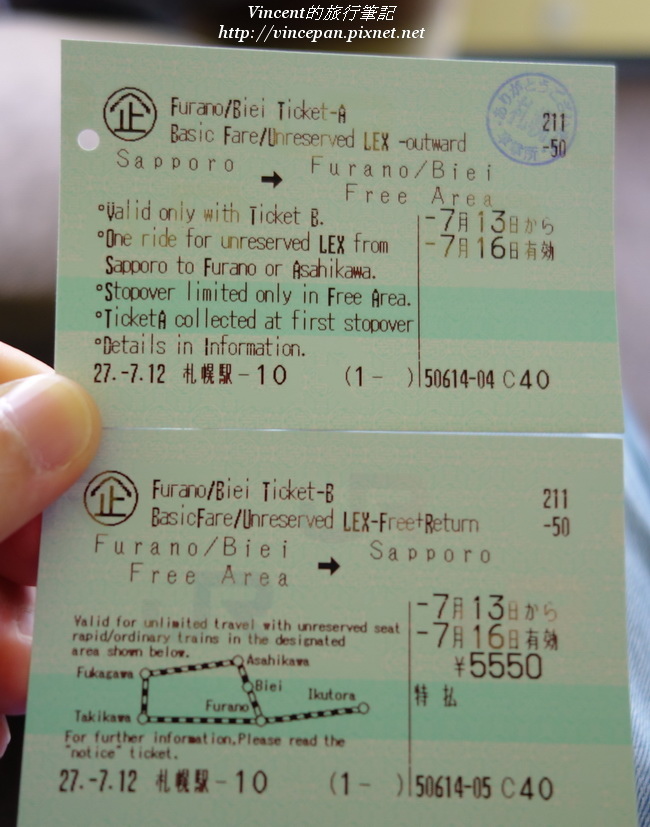 Vincent的旅行筆記
http://vincepan.pixnet.net
企 Furano/Biei Ticket-A
Basic Fare/Unreserved LEX -outward
211
-50
Sapporo → Furano/Biei
Free Area
°Valid only with Ticket B.
°One ride for unreserved LEX from
Sapporo to Furano or Asahikawa.
°Stopover limited only in Free Area.
°TicketA collected at first stopover
°Details in Information.
-7月13日から
-7月16日有効
27.-7.12 札幌駅-10 (1- ) 50614-04 C40
企 Furano/Biei Ticket-B
BasicFare/Unreserved LEX-Free+Return
211
-50
Furano/Biei → Sapporo
Free Area
Valid for unlimited travel with unreserved seat
rapid/ordinary trains in the designated
area shown below.
Asahikawa
Fukagawa
Biei
Ikutora
Furano
Takikawa
For further information,Please read the
"notice" ticket.
-7月13日から
-7月16日有効
¥5550
特払
27.-7.12 札幌駅-10 (1- ) 50614-05 C40